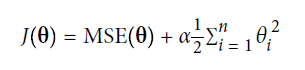 J(θ) = MSE(θ) + α½Σⁿᵢ ₌ ₁ θᵢ²